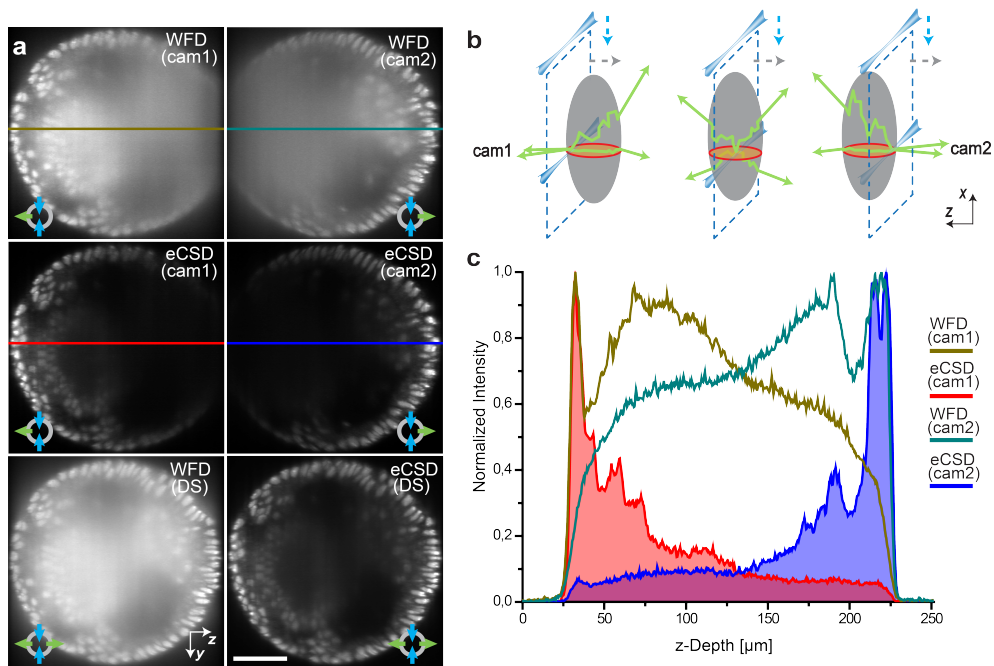 a
WFD
(cam1)
WFD
(cam2)
eCSD
(cam1)
eCSD
(cam2)
WFD
(DS)
z
y
eCSD
(DS)
b
cam1
cam2
x
z
c
Normalized Intensity
1,0
0,8
0,6
0,4
0,2
0,0
0
50
100
150
200
250
z-Depth [µm]
WFD
(cam1)
eCSD
(cam1)
WFD
(cam2)
eCSD
(cam2)